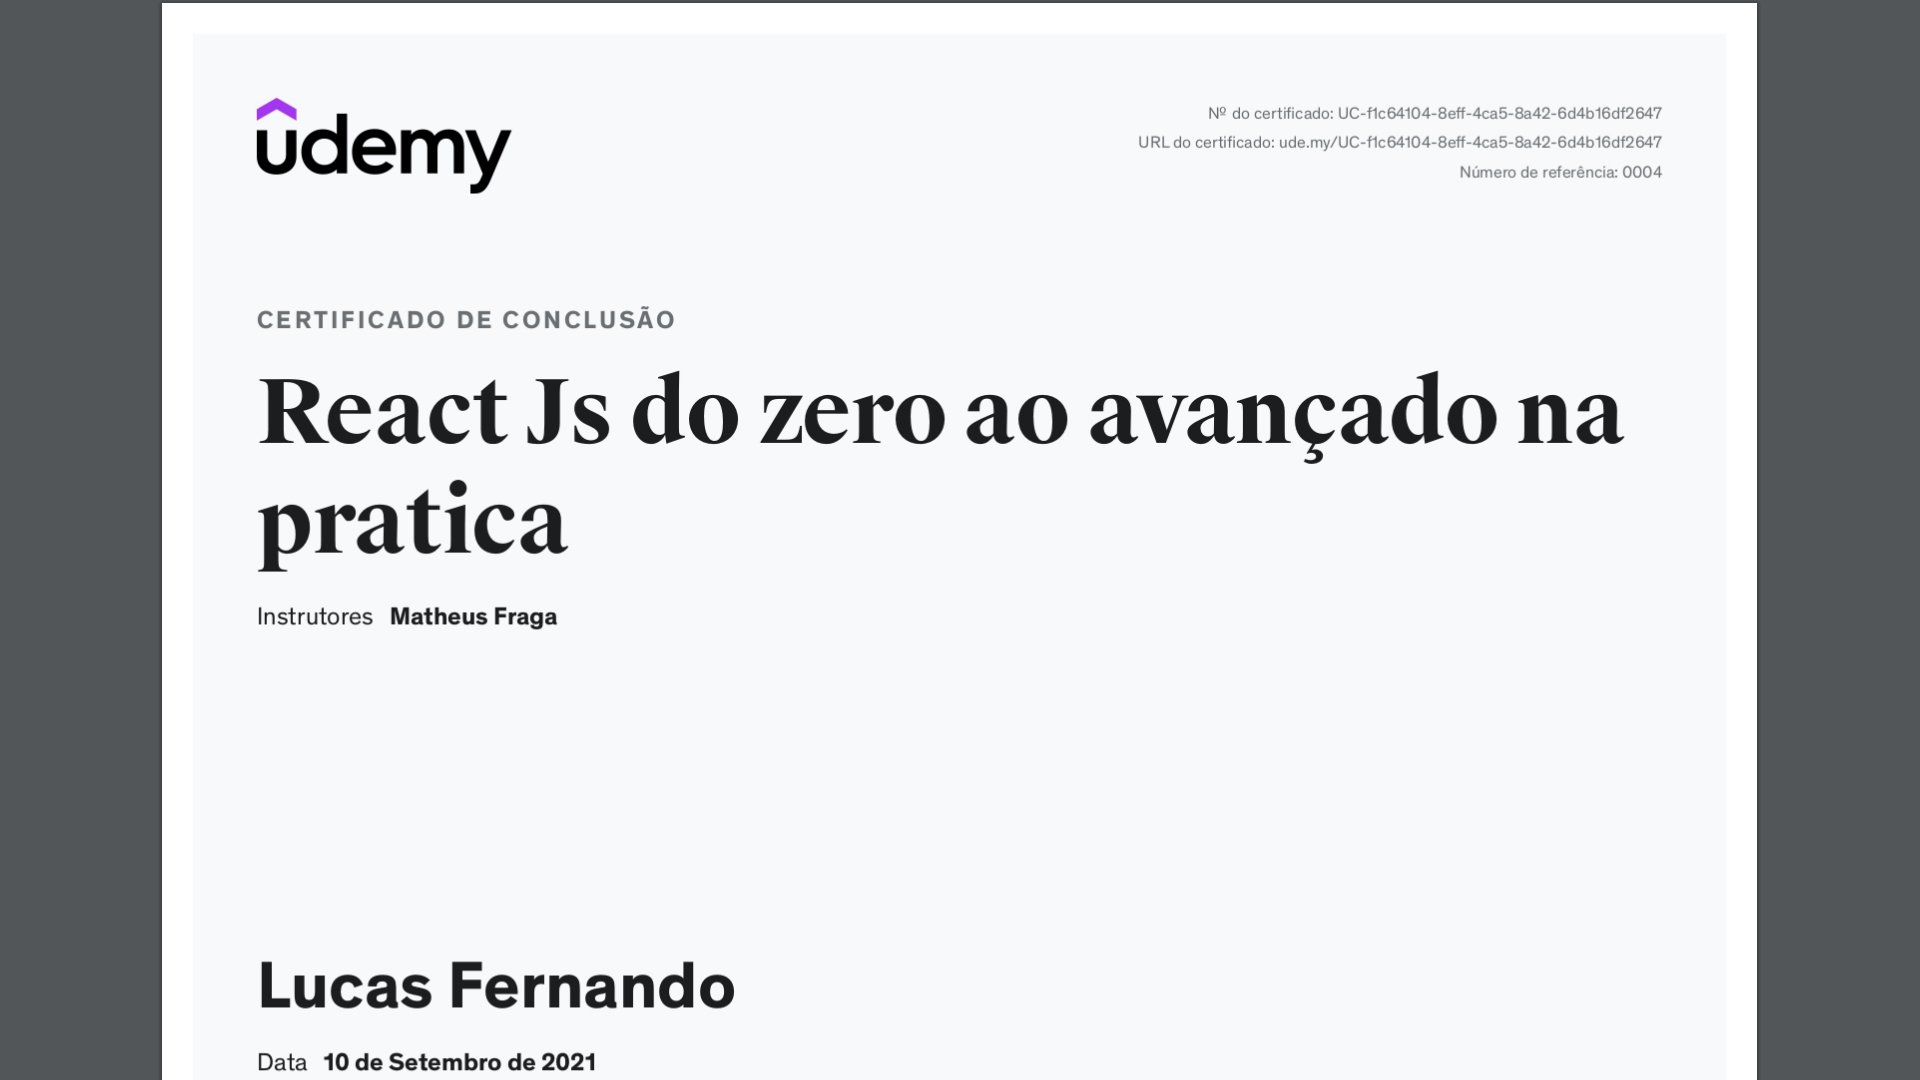 udemy
Nº do certificado: UC-f1c64104-8eff-4ca5-8a42-6d4b16df2647
URL do certificado: ude.my/UC-f1c64104-8eff-4ca5-8a42-6d4b16df2647
Número de referência: 0004
CERTIFICADO DE CONCLUSÃO
React Js do zero ao avançado na
pratica
Instrutores Matheus Fraga
Lucas Fernando
Data 10 de Setembro de 2021